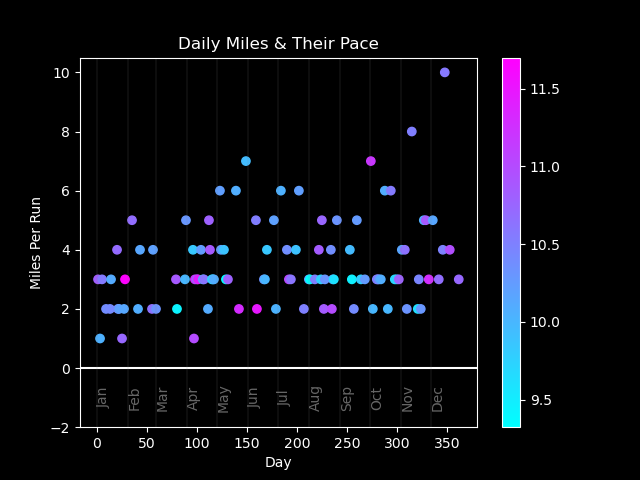 Daily Miles & Their Pace
Miles Per Run
10
8
6
4
2
0
−2
Jan
Feb
Mar
Apr
May
Jun
Jul
Aug
Sep
Oct
Nov
Dec
0
50
100
150
200
250
300
350
Day
11.5
11.0
10.5
10.0
9.5